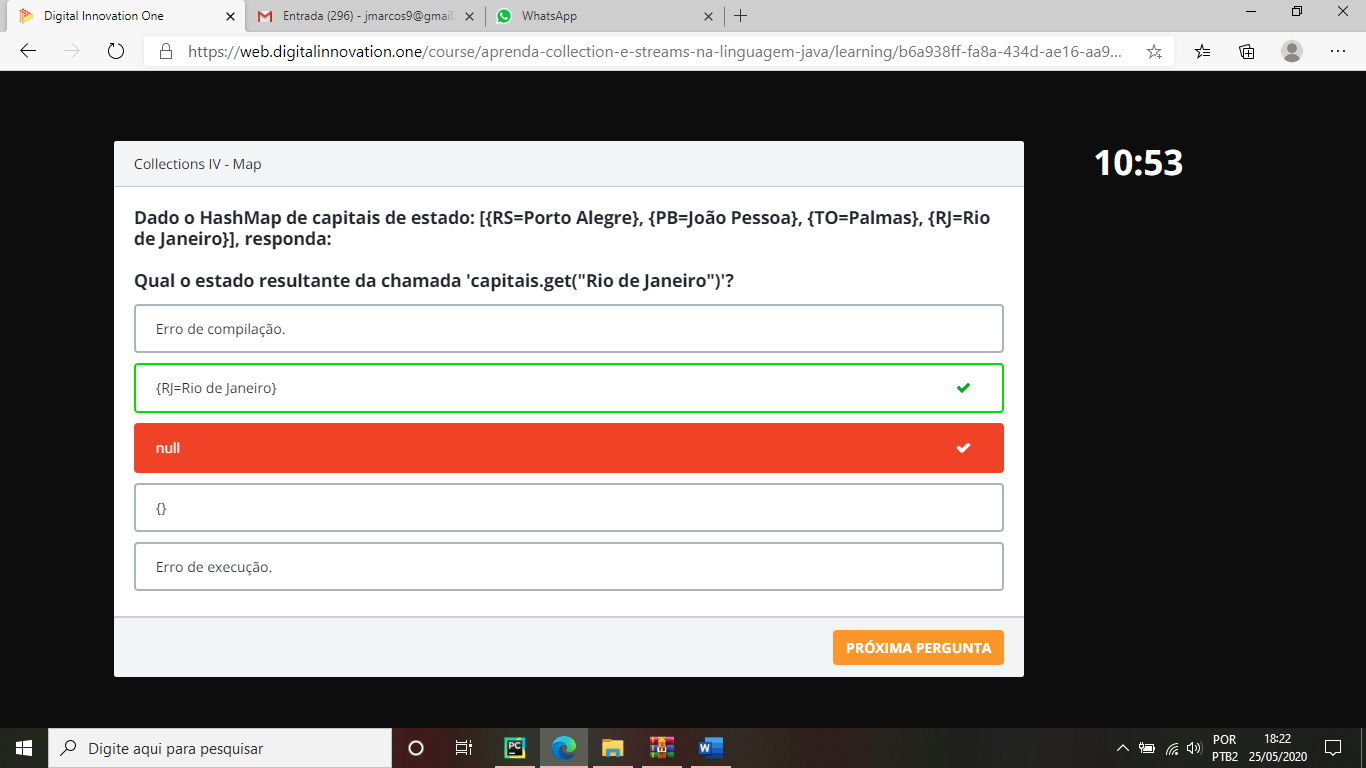 Digital Innovation One
Entrada (296) - jmarcos9@gmail.
WhatsApp
https://web.digitalinnovation.one/course/aprenda-collection-e-streams-na-linguagem-java/learning/b6a938ff-fa8a-434d-ae16-aa9...
Collections IV - Map
10:53
Dado o HashMap de capitais de estado: [{RS=Porto Alegre}, {PB=João Pessoa}, {TO=Palmas}, {RJ=Rio
de Janeiro}], responda:
Qual o estado resultante da chamada 'capitais.get("Rio de Janeiro")'?
Erro de compilação.
{RJ=Rio de Janeiro}
null
{}
Erro de execução.
PRÓXIMA PERGUNTA
Digite aqui para pesquisar
PC
W
POR
PTB2
18:22
25/05/2020